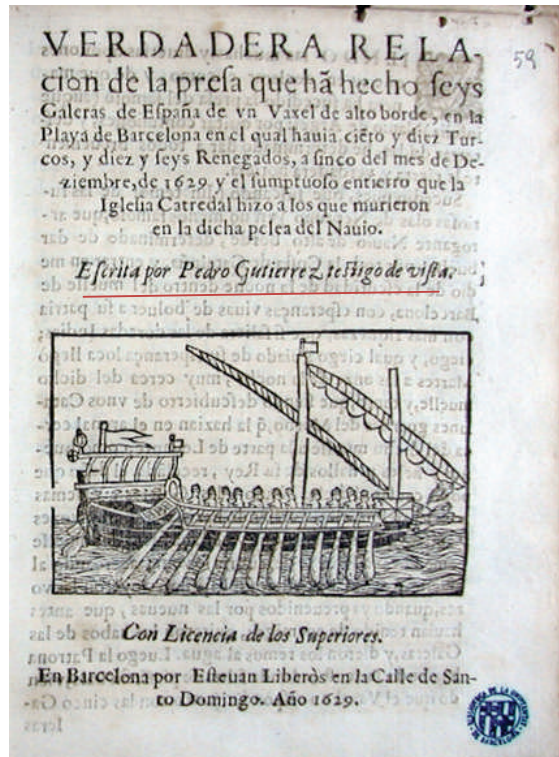 VERDADERA RELA-
59
cion de la presa que hã hecho seys
Galeras de España de vn Vaxel de alto borde, en la
Playa de Barcelona en el qual hauia ciẽto y diez Tur-
cos, y diez y seys Renegados, a sinco del mes de De-
ziembre, de 1629 y el sumptuoso entierro que la
Iglesia Catredal hizo a los que murieron
en la dicha pelea del Nauio.
Escrita por Pedro Gutierrez testigo de vista.
Con Licencia de los Superiores.
En Barcelona por Esteuan Liberòs en la Calle de San-
to Domingo. Año 1629.